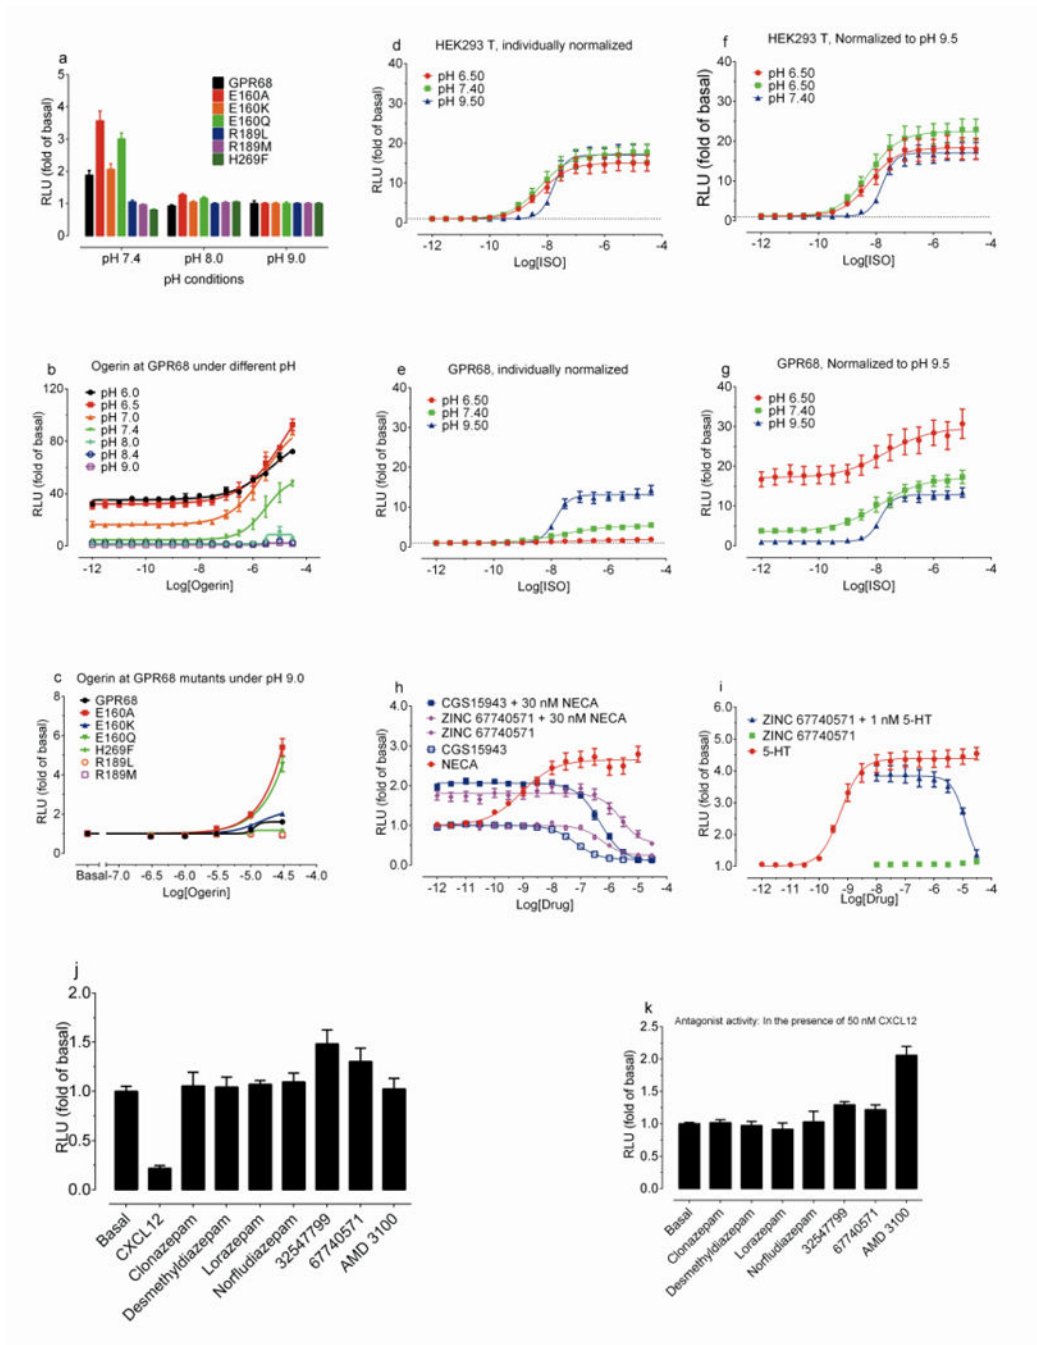 a
5
4
3
2
1
0
RLU (fold of basal)
GPR68
E160A
E160K
E160Q
R189L
R189M
H269F
pH 7.4 pH 8.0 pH 9.0
pH conditions
d
HEK293 T, individually normalized
40
30
20
10
0
RLU (fold of basal)
pH 6.50
pH 7.40
pH 9.50
-12 -10 -8 -6 -4
Log[ISO]
f
HEK293 T, Normalized to pH 9.5
40
30
20
10
0
RLU (fold of basal)
pH 6.50
pH 6.50
pH 7.40
-12 -10 -8 -6 -4
Log[ISO]
b
Ogerin at GPR68 under different pH
120
80
40
0
RLU (fold of basal)
pH 6.0
pH 6.5
pH 7.0
pH 7.4
pH 8.0
pH 8.4
pH 9.0
-12 -10 -8 -6 -4
Log[Ogerin]
e
GPR68, individually normalized
40
30
20
10
0
RLU (fold of basal)
pH 6.50
pH 7.40
pH 9.50
-12 -10 -8 -6 -4
Log[ISO]
g
GPR68, Normalized to pH 9.5
40
30
20
10
0
RLU (fold of basal)
pH 6.50
pH 7.40
pH 9.50
-12 -10 -8 -6 -4
Log[ISO]
c
Ogerin at GPR68 mutants under pH 9.0
8
6
4
2
0
RLU (fold of basal)
GPR68
E160A
E160K
E160Q
H269F
R189L
R189M
Basal -7.0 -6.5 -6.0 -5.5 -5.0 -4.5 -4.0
Log[Ogerin]
h
4.0
3.0
2.0
1.0
0.0
RLU (fold of basal)
CGS15943 + 30 nM NECA
ZINC 67740571 + 30 nM NECA
ZINC 67740571
CGS15943
NECA
-12 -11 -10 -9 -8 -7 -6 -5 -4
Log[Drug]
i
6.0
5.0
4.0
3.0
2.0
1.0
RLU (fold of basal)
ZINC 67740571 + 1 nM 5-HT
ZINC 67740571
5-HT
-12 -11 -10 -9 -8 -7 -6 -5 -4
Log[Drug]
j
2.0
1.5
1.0
0.5
0.0
RLU (fold of basal)
Basal
CXCL12
Clonazepam
Desmethyldiazepam
Lorazepam
Norfludiazepam
32547799
67740571
AMD 3100
k
Antagonist activity: In the presence of 50 nM CXCL12
2.5
2.0
1.5
1.0
0.5
0.0
RLU (fold of basal)
Basal
Clonazepam
Desmethyldiazepam
Lorazepam
Norfludiazepam
32547799
67740571
AMD 3100